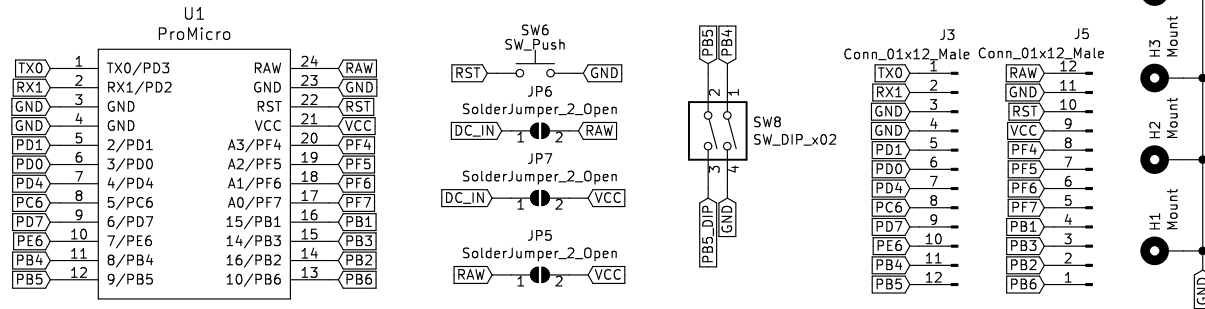 U1
ProMicro
TX0 1 TX0/PD3 RAW 24 RAW
RX1 2 RX1/PD2 GND 23 GND
GND 3 GND RST 22 RST
GND 4 GND VCC 21 VCC
PD1 5 2/PD1 A3/PF4 20 PF4
PD0 6 3/PD0 A2/PF5 19 PF5
PD4 7 4/PD4 A1/PF6 18 PF6
PC6 8 5/PC6 A0/PF7 17 PF7
PD7 9 6/PD7 15/PB1 16 PB1
PE6 10 7/PE6 14/PB3 15 PB3
PB4 11 8/PB4 16/PB2 14 PB2
PB5 12 9/PB5 10/PB6 13 PB6
SW6
SW_Push
RST GND
JP6
SolderJumper_2_Open
DC_IN 1 2 RAW
JP7
SolderJumper_2_Open
DC_IN 1 2 VCC
JP5
SolderJumper_2_Open
RAW 1 2 VCC
PB5 PB4
2 1
SW8
SW_DIP_x02
3 4
PB5_DIP GND
J3
Conn_01x12_Male
TX0 1
RX1 2
GND 3
GND 4
PD1 5
PD0 6
PD4 7
PC6 8
PD7 9
PE6 10
PB4 11
PB5 12
J5
Conn_01x12_Male
RAW 12
GND 11
RST 10
VCC 9
PF4 8
PF5 7
PF6 6
PF7 5
PB1 4
PB3 3
PB2 2
PB6 1
H3
Mount
H2
Mount
H1
Mount
GND